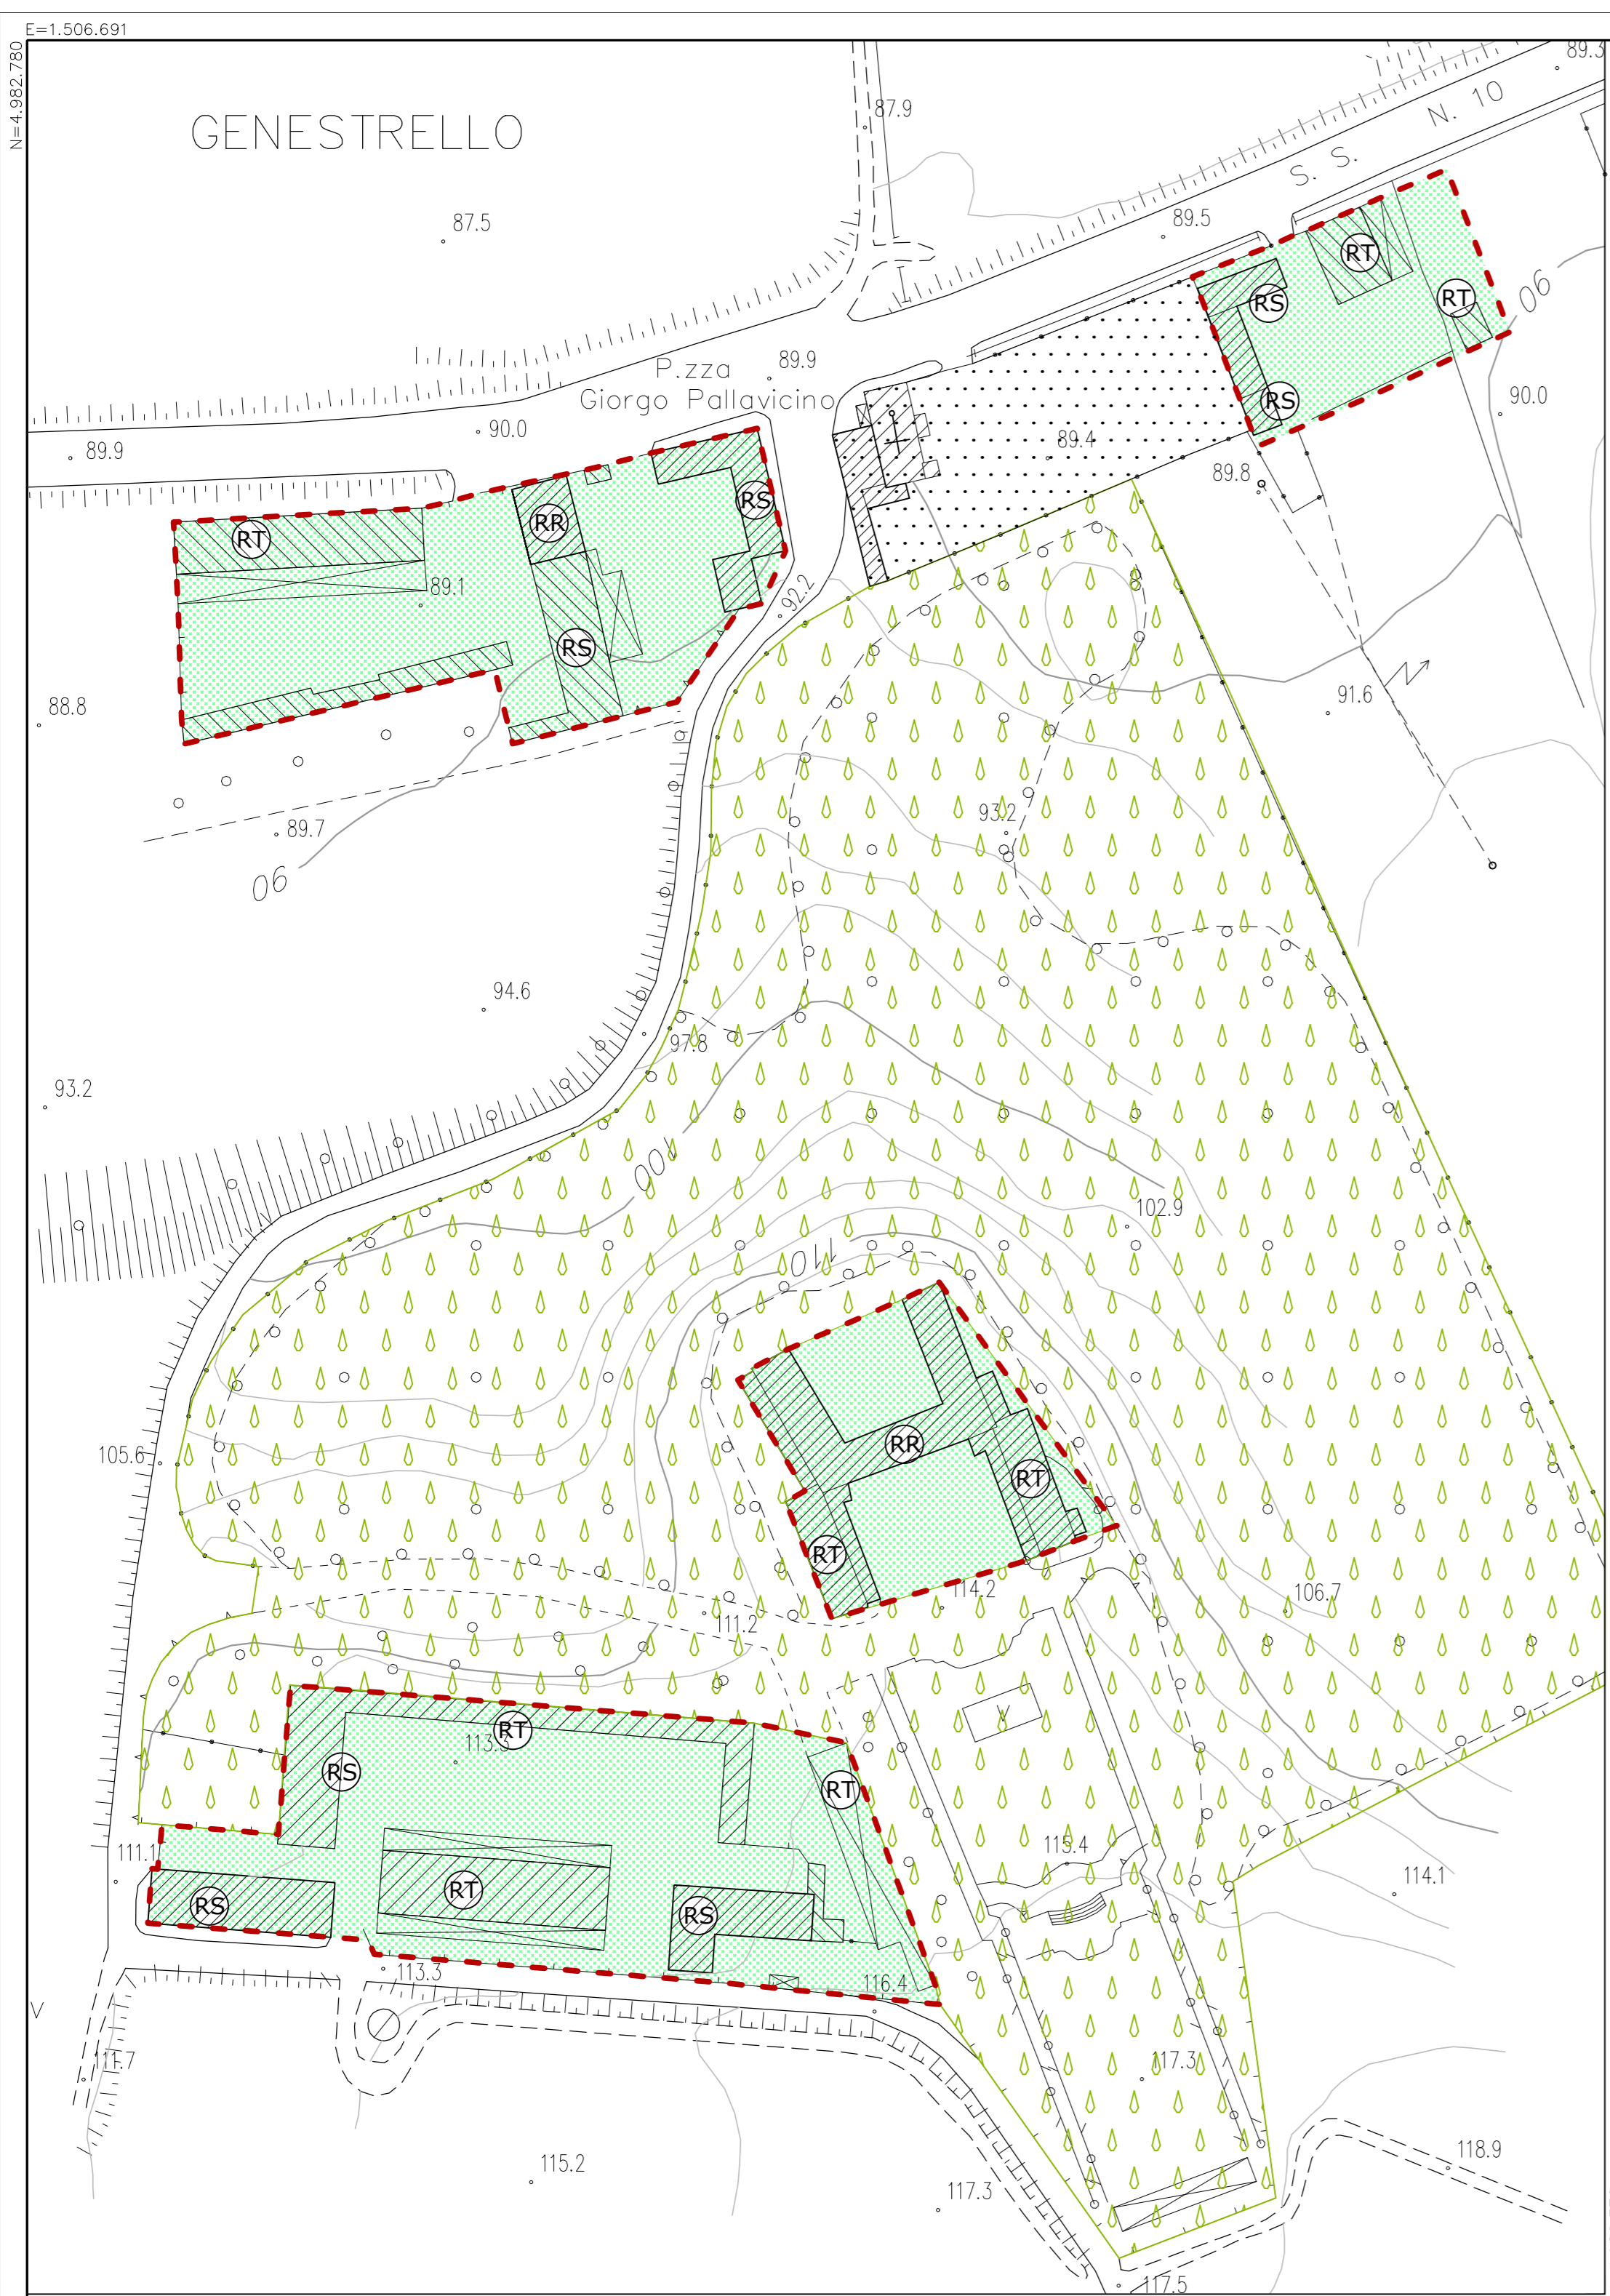 E=1.506.691
N=4.982.780
89.3
GENESTRELLO
87.9
S. S. N. 10
87.5
89.5
RT
RS
RT
90
P.zza
Giorgo Pallavicino
89.9
RS
90.0
90.0
89.9
89.4
89.8
RS
RR
RT
89.1
92.2
RS
88.8
91.6
93.2
89.7
90
94.6
97.8
93.2
100
102.9
110
105.6
RR
RT
RT
114.2
106.7
111.2
V
RT
113.3
RS
RT
115.4
111.1
RT
114.1
RS
RS
113.3
116.4
V
111.7
117.3
115.2
117.3
118.9
117.5